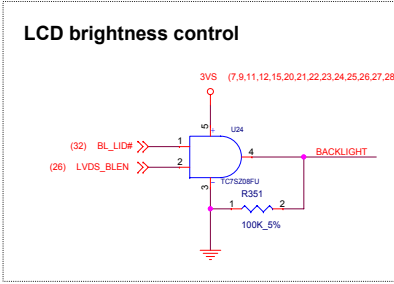 LCD brightness control
3VS (7,9,11,12,15,20,21,22,23,24,25,26,27,28
5
+
U24
(32) BL_LID#
1
4
BACKLIGHT
(26) LVDS_BLEN
2
3
-
TC7SZ08FU
R351
1
2
100K_5%